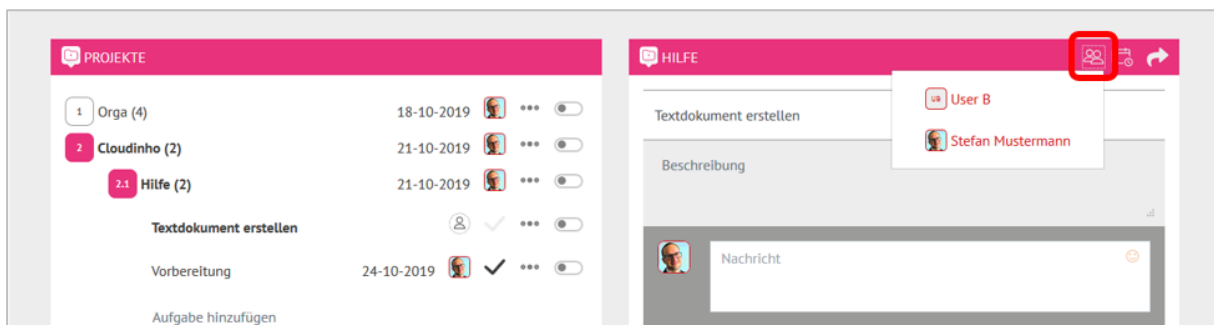 PROJEKTE
1 Orga (4) 18-10-2019
2 Cloudinho (2) 21-10-2019
2.1 Hilfe (2) 21-10-2019
Textdokument erstellen
Vorbereitung 24-10-2019
Aufgabe hinzufügen
HILFE
UB User B
Stefan Mustermann
Textdokument erstellen
Beschreibung
Nachricht